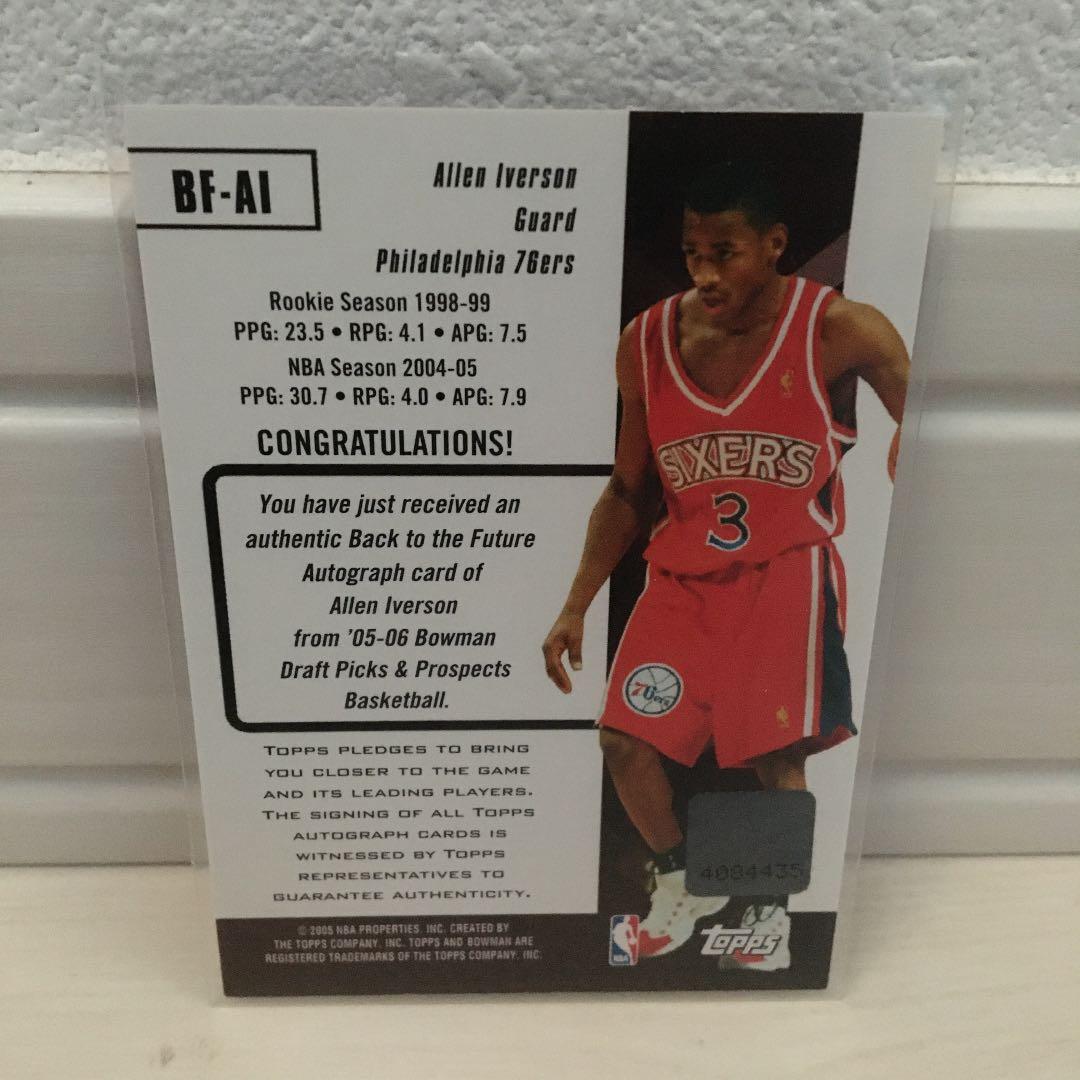 BF-AI
Allen Iverson
Guard
Philadelphia 76ers
Rookie Season 1998-99
PPG: 23.5 • RPG: 4.1 • APG: 7.5
NBA Season 2004-05
PPG: 30.7 • RPG: 4.0 • APG: 7.9
CONGRATULATIONS!
You have just received an
authentic Back to the Future
Autograph card of
Allen Iverson
from '05-06 Bowman
Draft Picks & Prospects
Basketball.
TOPPS PLEDGES TO BRING
YOU CLOSER TO THE GAME
AND ITS LEADING PLAYERS.
THE SIGNING OF ALL TOPPS
AUTOGRAPH CARDS IS
WITNESSED BY TOPPS
REPRESENTATIVES TO
GUARANTEE AUTHENTICITY.
© 2005 NBA PROPERTIES, INC. CREATED BY
THE TOPPS COMPANY, INC. TOPPS AND BOWMAN ARE
REGISTERED TRADEMARKS OF THE TOPPS COMPANY, INC.
SIXERS
3
76ers
4084435
NBA
topps